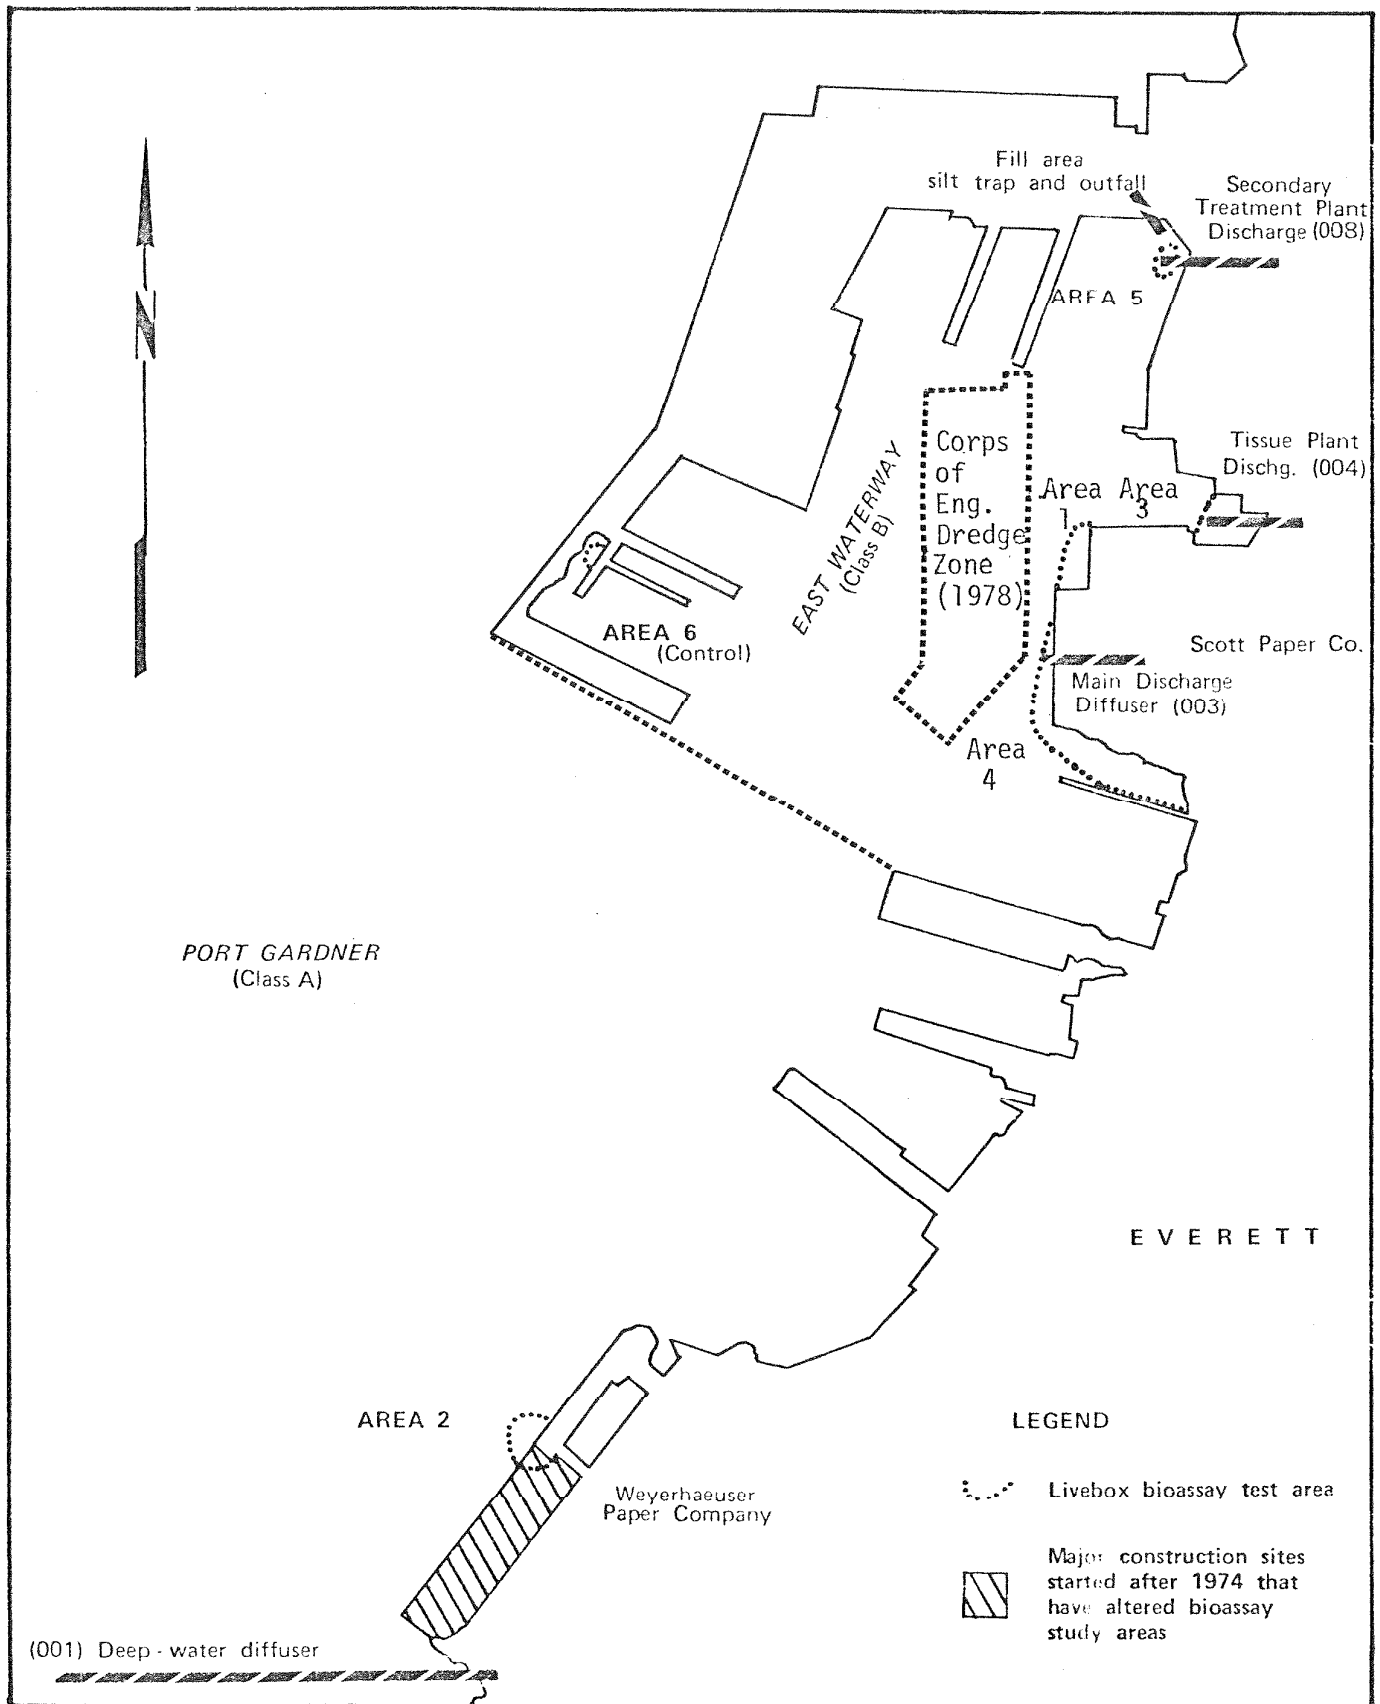 Fill area
silt trap and outfall
Secondary
Treatment Plant
Discharge (008)
N
AREA 5
Corps
of
Eng.
Dredge
Zone
(1978)
EAST WATERWAY
(Class B)
Tissue Plant
Dischg. (004)
Area
1
Area
3
AREA 6
(Control)
Scott Paper Co.
Main Discharge
Diffuser (003)
Area
4
PORT GARDNER
(Class A)
EVERETT
AREA 2
Weyerhaeuser
Paper Company
LEGEND
Livebox bioassay test area
Major construction sites
started after 1974 that
have altered bioassay
study areas
(001) Deep-water diffuser